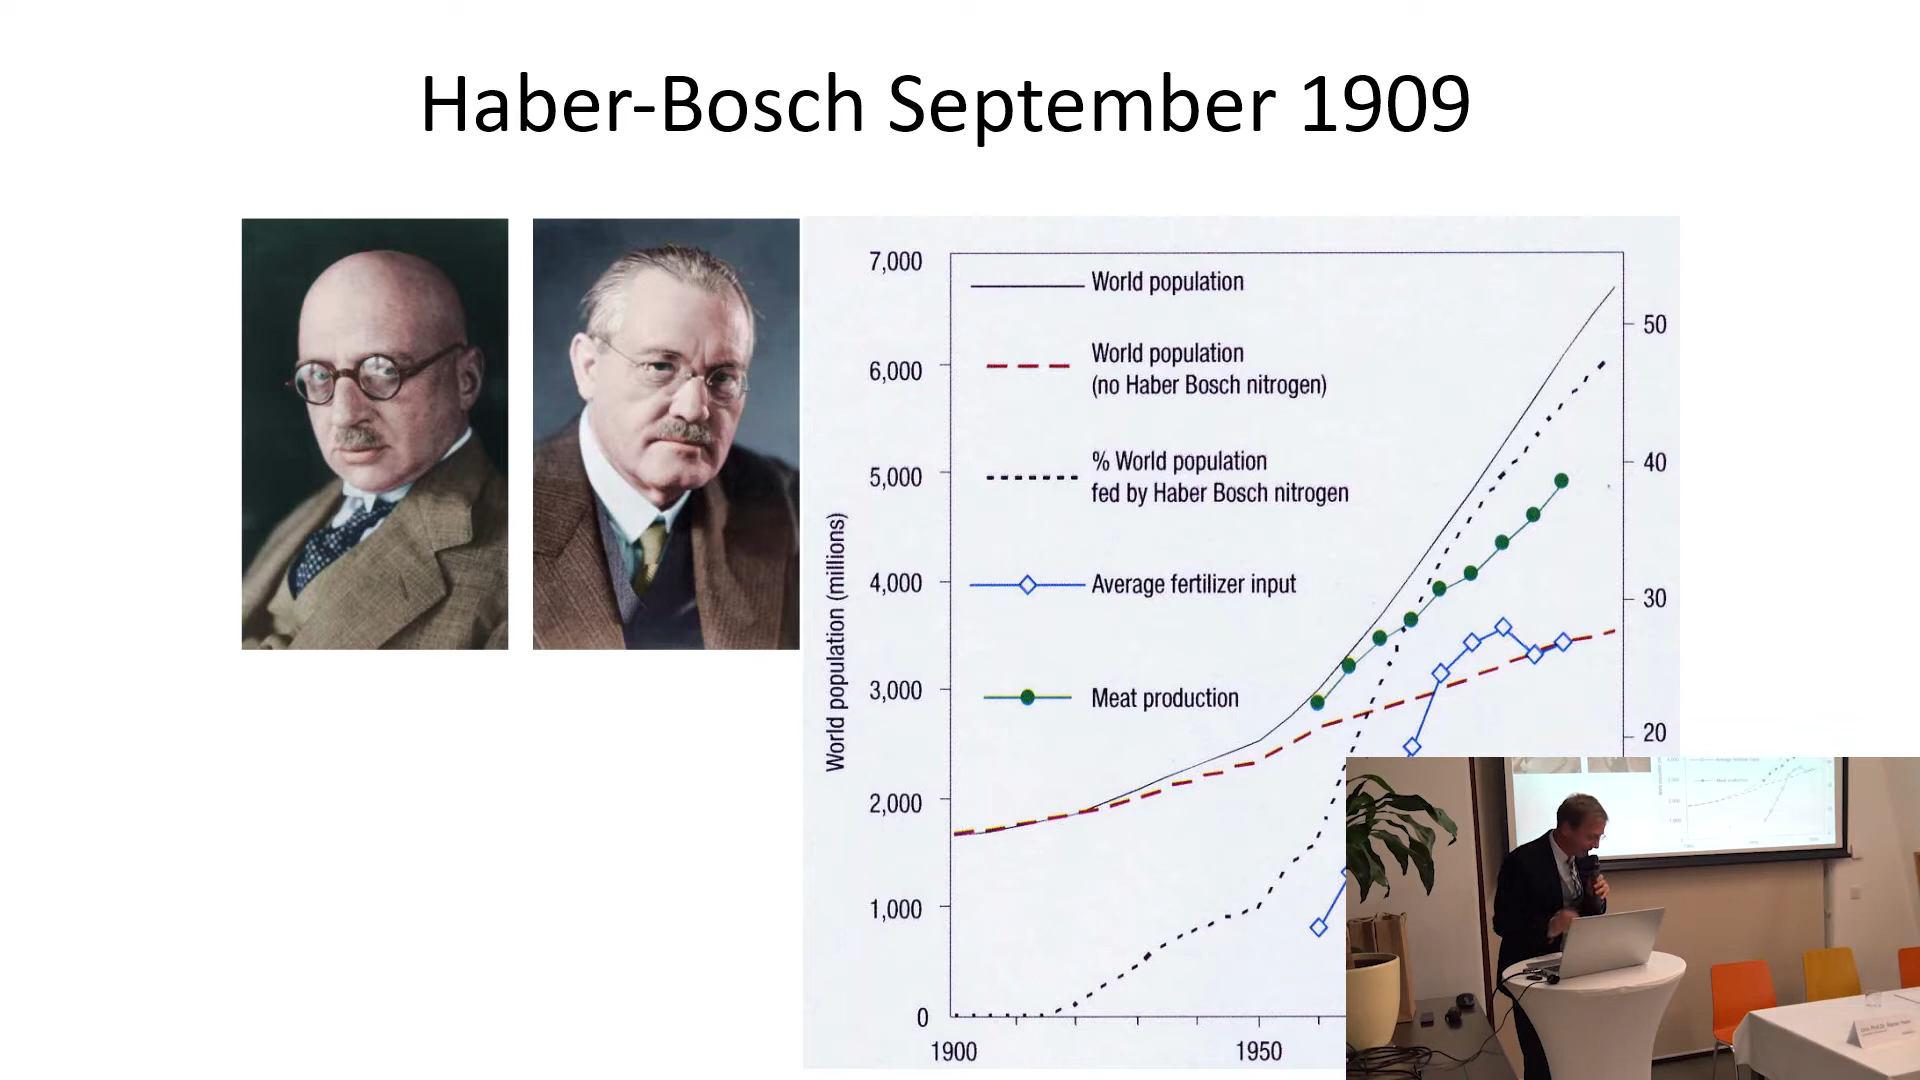 Haber-Bosch September 1909
7,000
6,000
5,000
4,000
3,000
2,000
1,000
0
World population (millions)
World population
World population
(no Haber Bosch nitrogen)
% World population
fed by Haber Bosch nitrogen
Average fertilizer input
Meat production
50
40
30
20
1900
1950